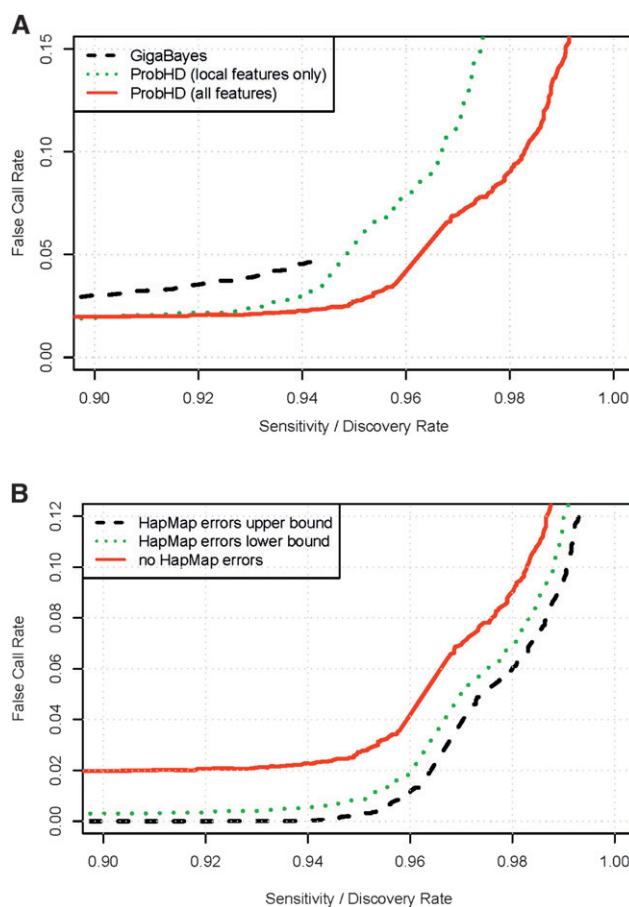 A
GigaBayes
ProbHD (local features only)
ProbHD (all features)
False Call Rate
0.15
0.10
0.05
0.00
0.90 0.92 0.94 0.96 0.98 1.00
Sensitivity / Discovery Rate
B
HapMap errors upper bound
HapMap errors lower bound
no HapMap errors
False Call Rate
0.12
0.10
0.08
0.06
0.04
0.02
0.00
0.90 0.92 0.94 0.96 0.98 1.00
Sensitivity / Discovery Rate